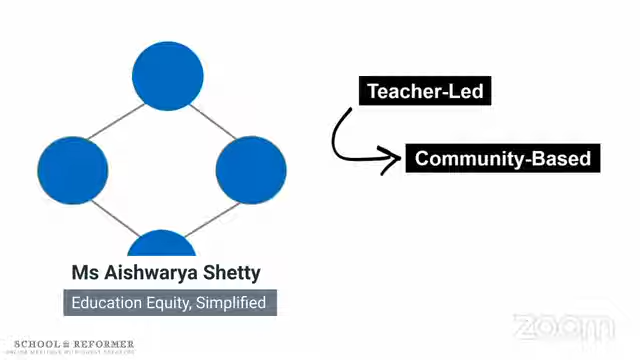 Teacher-Led
Community-Based
Ms Aishwarya Shetty
Education Equity, Simplified
SCHOOL REFORMER
zoom